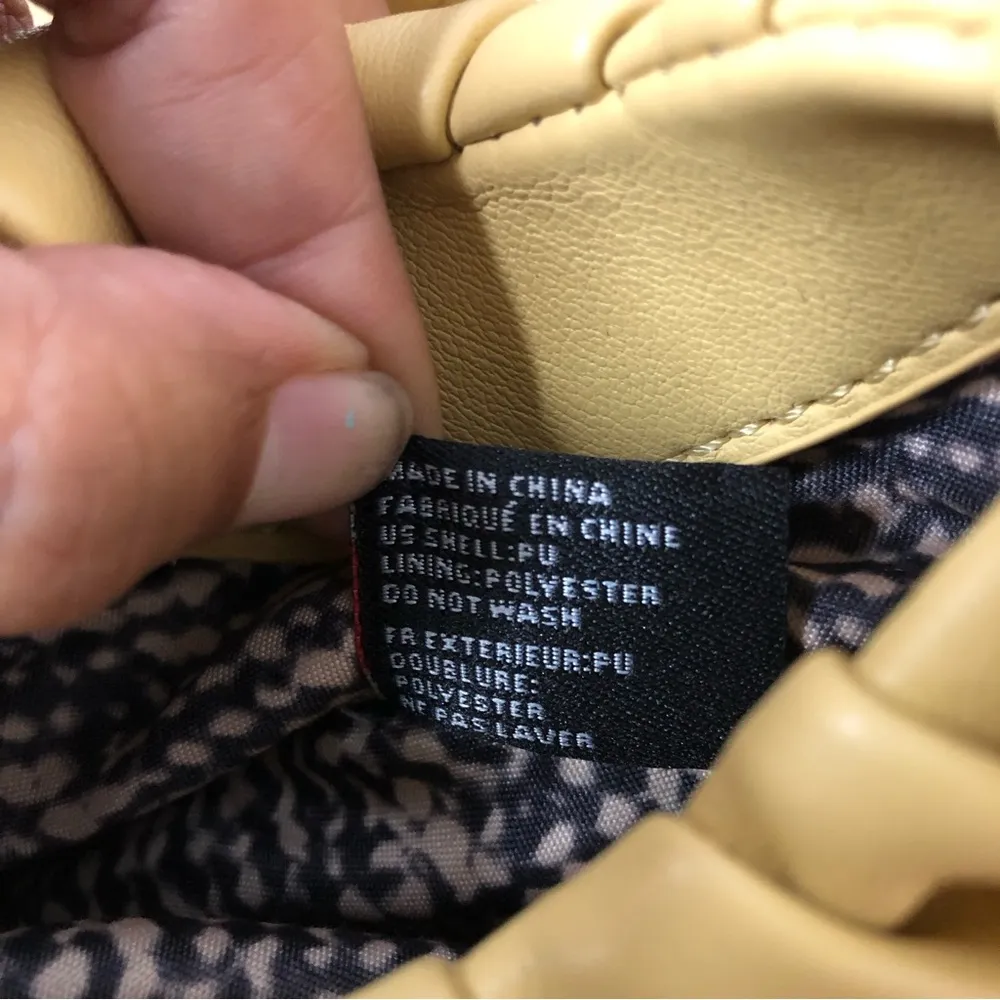 MADE IN CHINA
FABRIQUÉ EN CHINE
US SHELL:PU
LINING:POLYESTER
DO NOT WASH
FR EXTERIEUR:PU
DOUBLURE:
POLYESTER
NE PAS LAVER